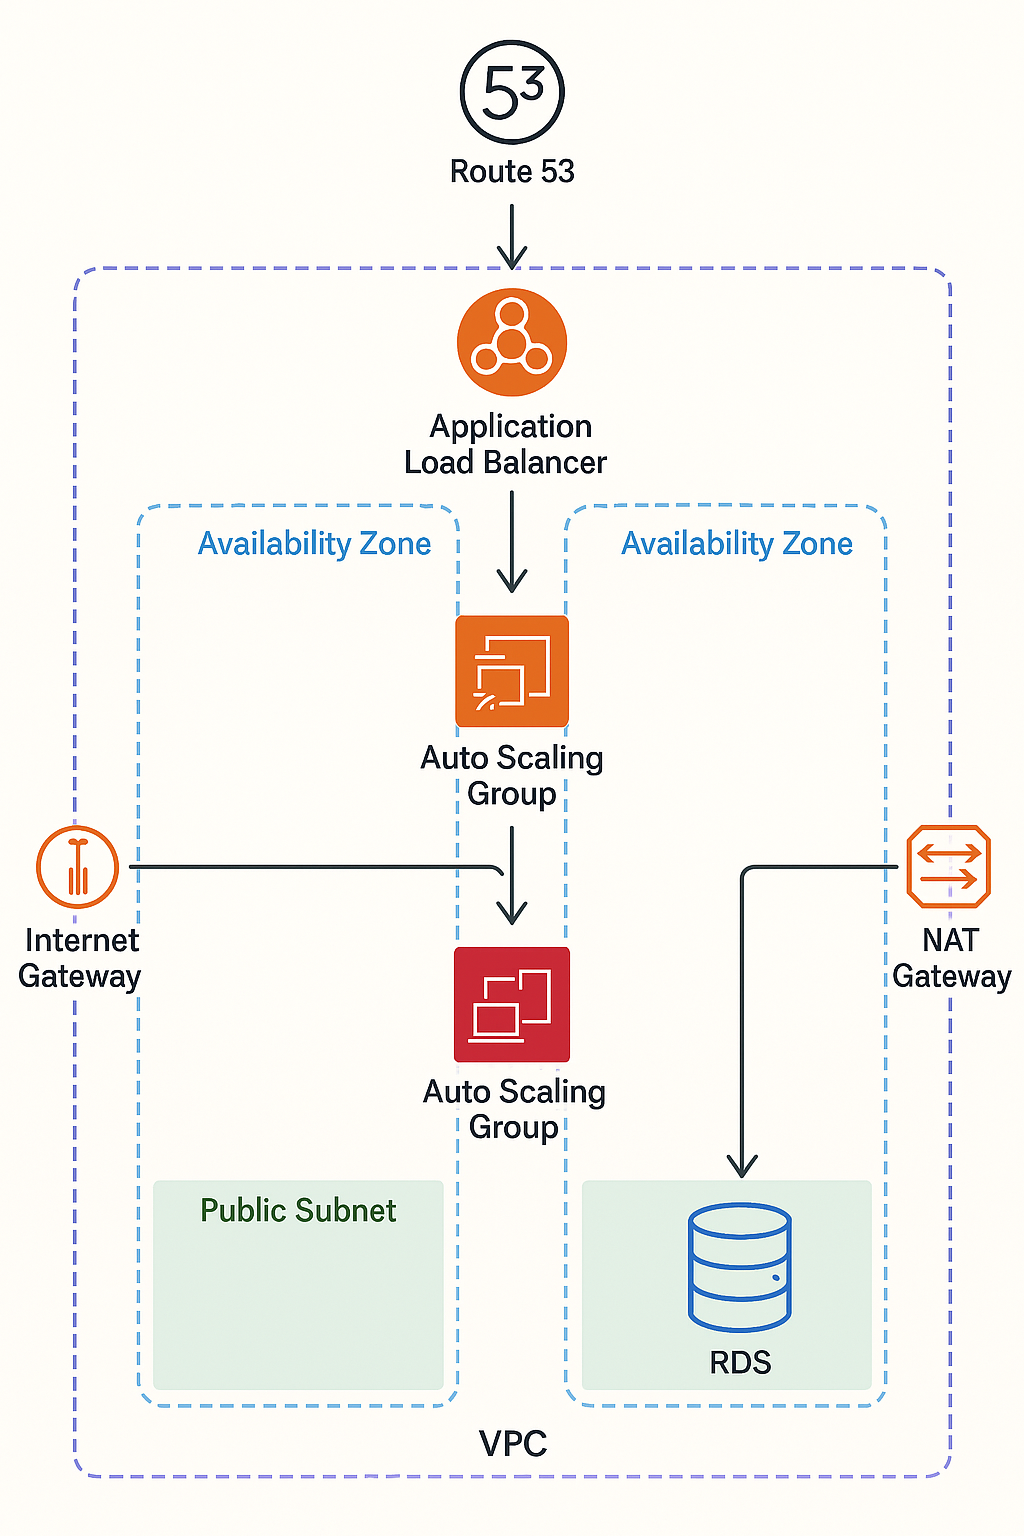 53
Route 53
Application
Load Balancer
Availability Zone
Availability Zone
Auto Scaling
Group
Internet
Gateway
NAT
Gateway
Auto Scaling
Group
Public Subnet
RDS
VPC